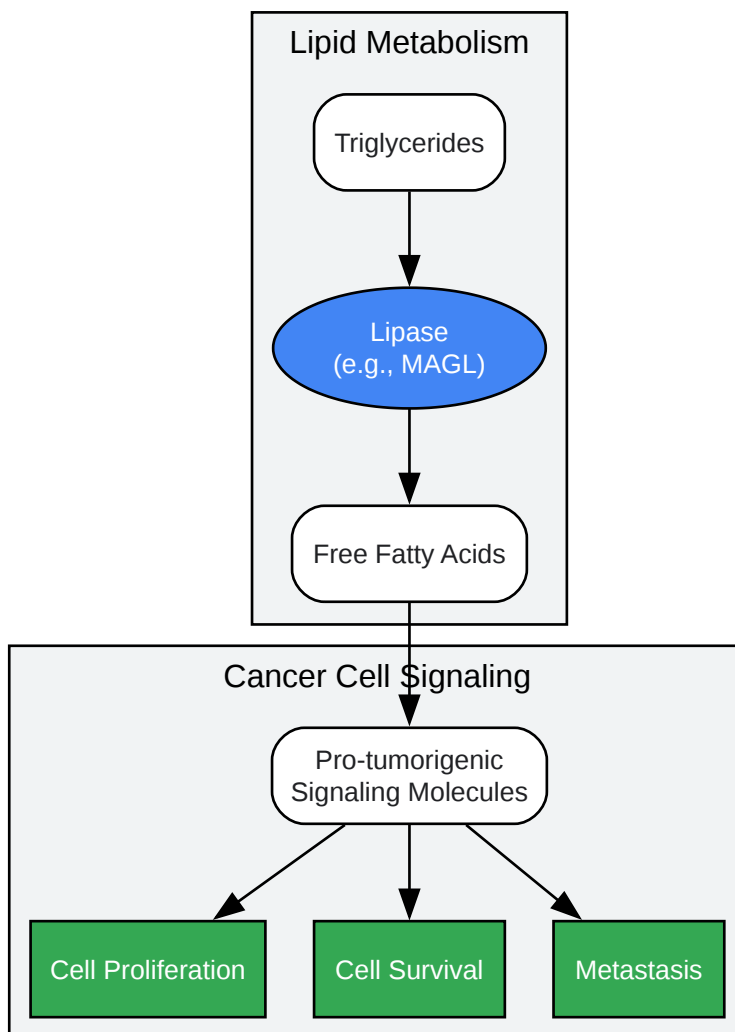 Lipid Metabolism
Triglycerides
Lipase
(e.g., MAGL)
Free Fatty Acids
Cancer Cell Signaling
Pro-tumorigenic
Signaling Molecules
Cell Proliferation
Cell Survival
Metastasis